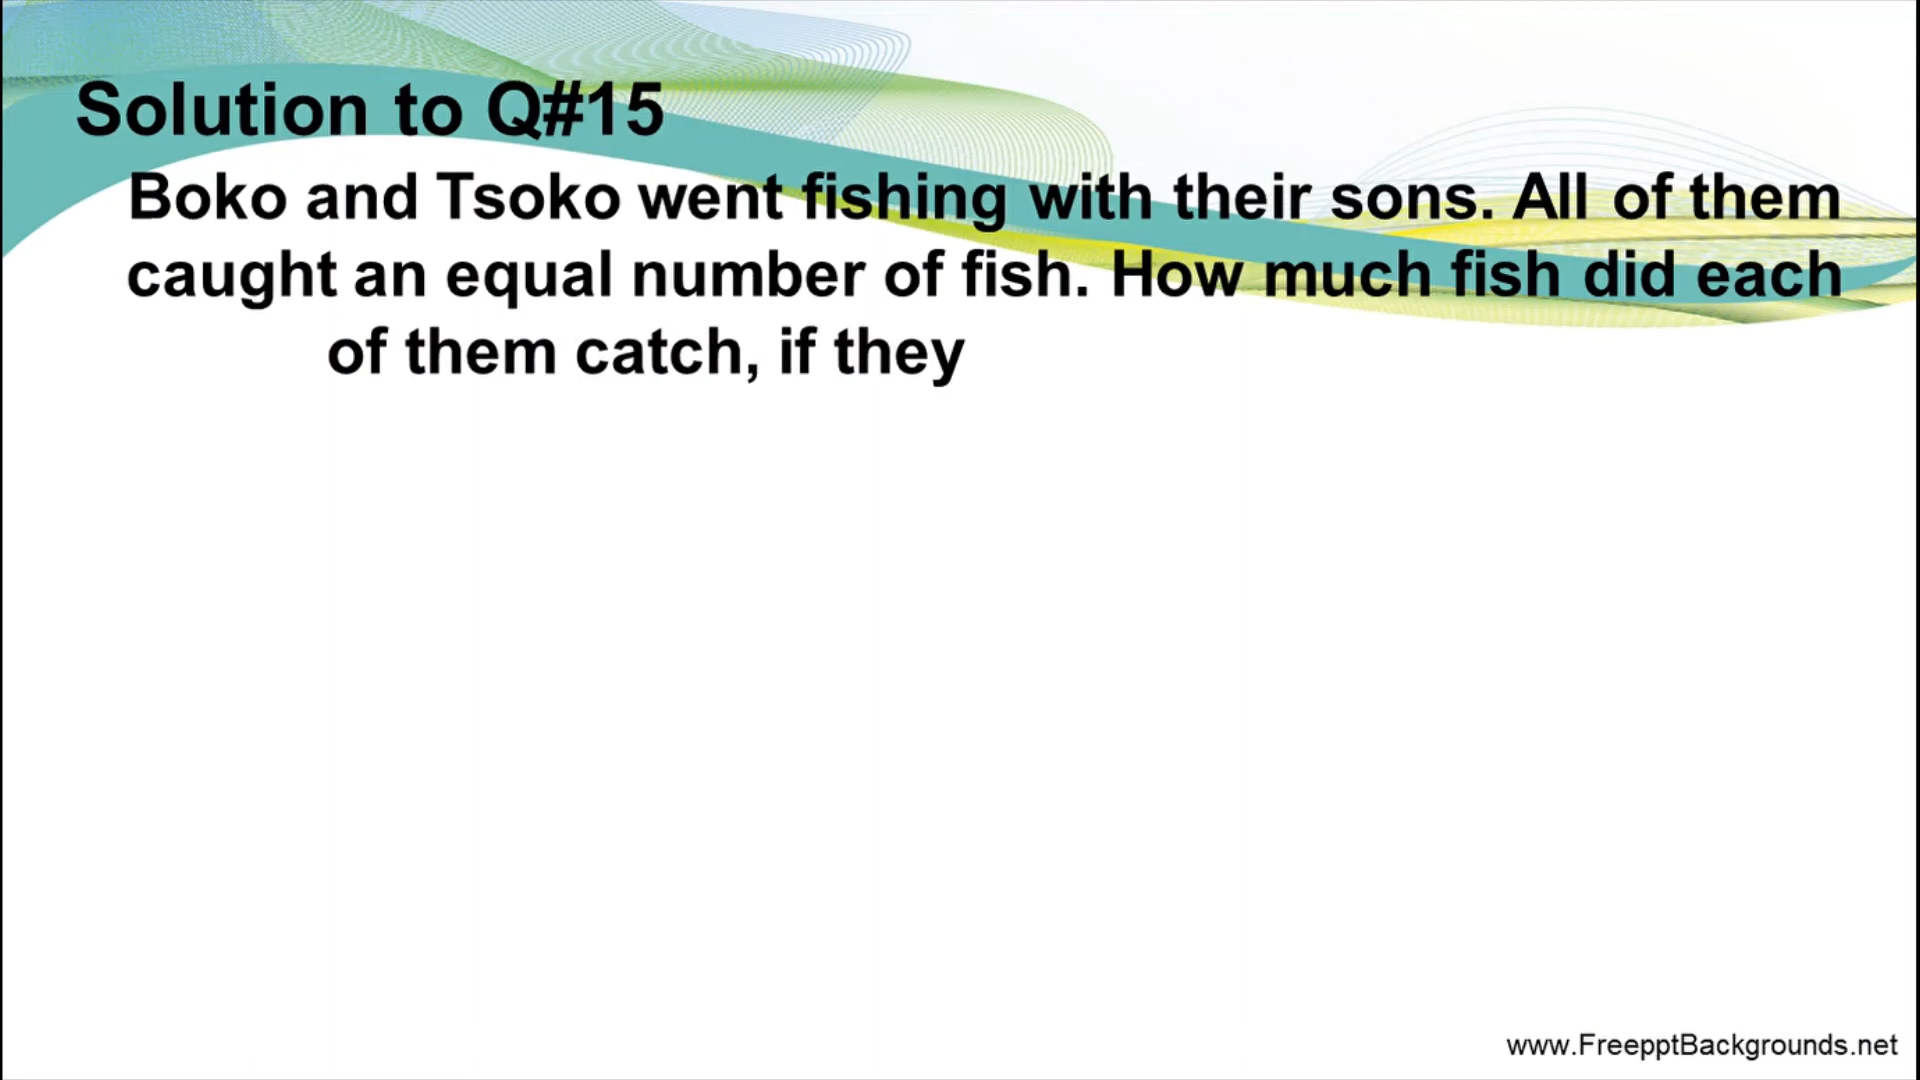 Solution to Q#15
Boko and Tsoko went fishing with their sons. All of them
caught an equal number of fish. How much fish did each
of them catch, if they
www.FreepptBackgrounds.net